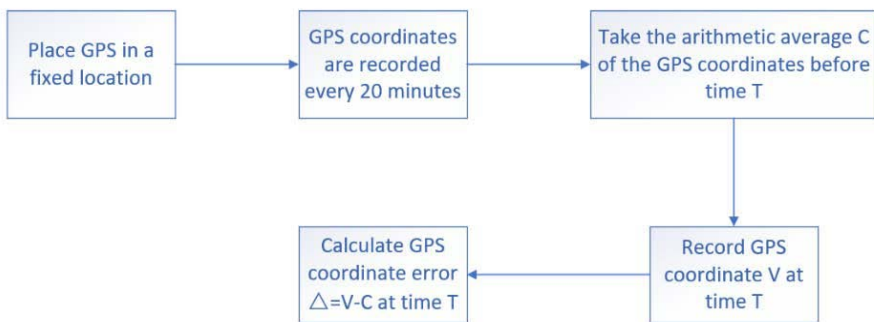 Place GPS in a
fixed location
GPS coordinates
are recorded
every 20 minutes
Take the arithmetic average C
of the GPS coordinates before
time T
Record GPS
coordinate V at
time T
Calculate GPS
coordinate error
△=V-C at time T